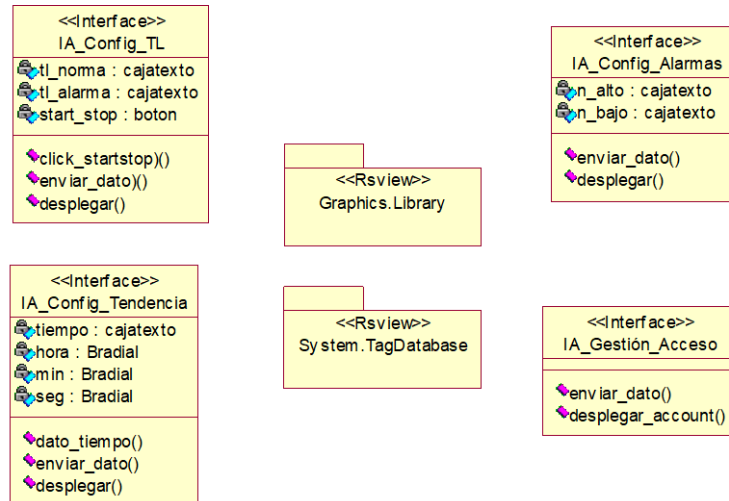 <<Interface>>
IA_Config_TL
tl_norma : cajatexto
tl_alarma : cajatexto
start_stop : boton
click_startstop)()
enviar_dato)()
desplegar()
<<Interface>>
IA_Config_Alarmas
n_alto : cajatexto
n_bajo : cajatexto
enviar_dato()
desplegar()
<<Rsview>>
Graphics.Library
<<Interface>>
IA_Config_Tendencia
tiempo : cajatexto
hora : Bradial
min : Bradial
seg : Bradial
dato_tiempo()
enviar_dato()
desplegar()
<<Rsview>>
System.TagDatabase
<<Interface>>
IA_Gestión_Acceso
enviar_dato()
desplegar_account()